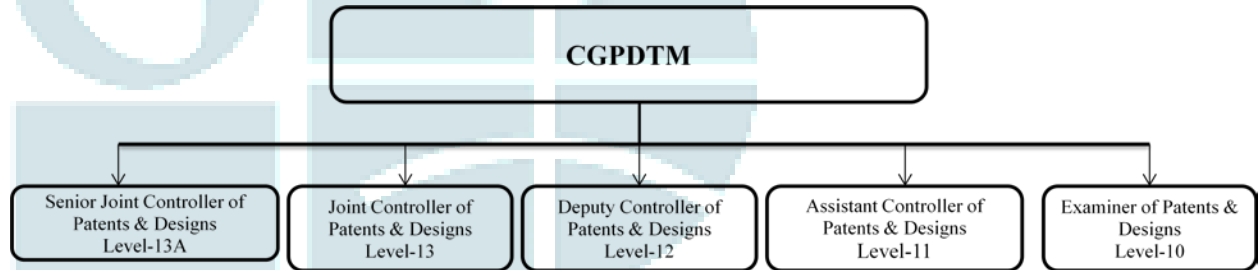 CGPDTM
Senior Joint Controller of
Patents & Designs
Level-13A
Joint Controller of
Patents & Designs
Level-13
Deputy Controller of
Patents & Designs
Level-12
Assistant Controller of
Patents & Designs
Level-11
Examiner of Patents &
Designs
Level-10